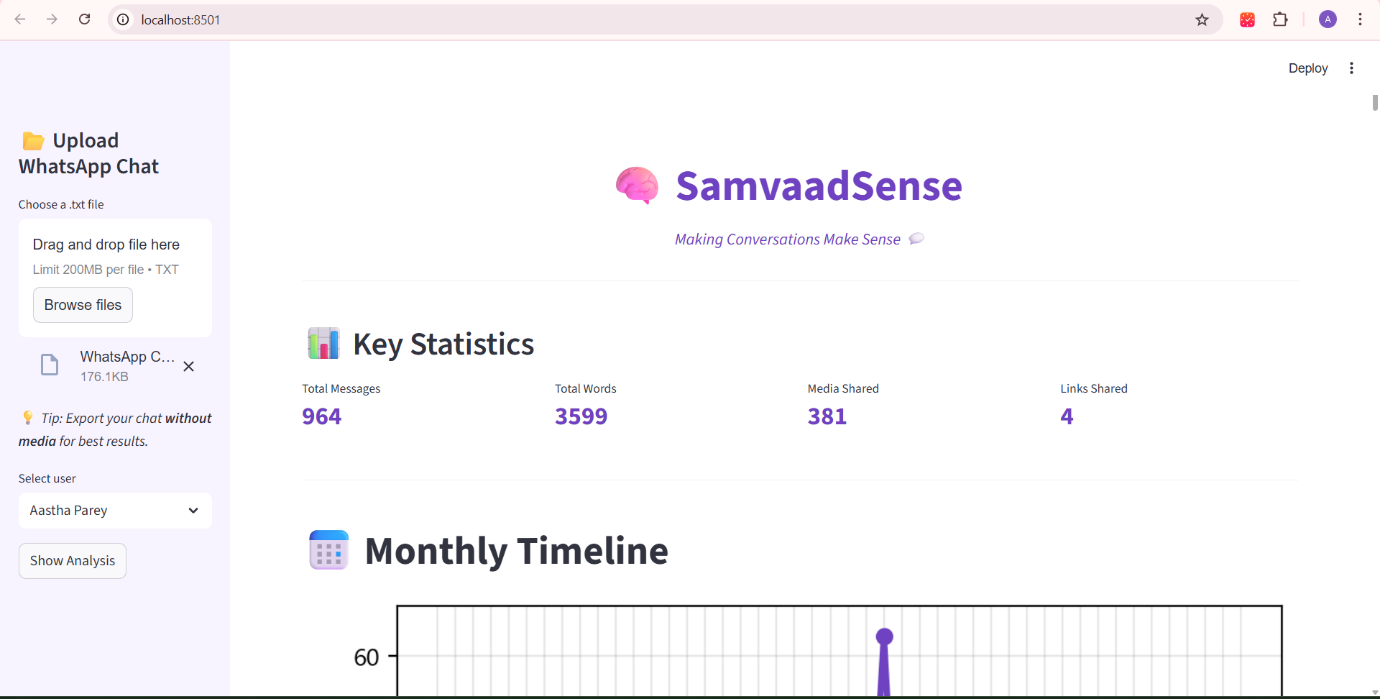 localhost:8501
A
Deploy
Upload
WhatsApp Chat
Choose a .txt file
Drag and drop file here
Limit 200MB per file • TXT
Browse files
WhatsApp C...
176.1KB
Tip: Export your chat without
media for best results.
Select user
Aastha Parey
Show Analysis
SamvaadSense
Making Conversations Make Sense
Key Statistics
Total Messages
964
Total Words
3599
Media Shared
381
Links Shared
4
Monthly Timeline
60